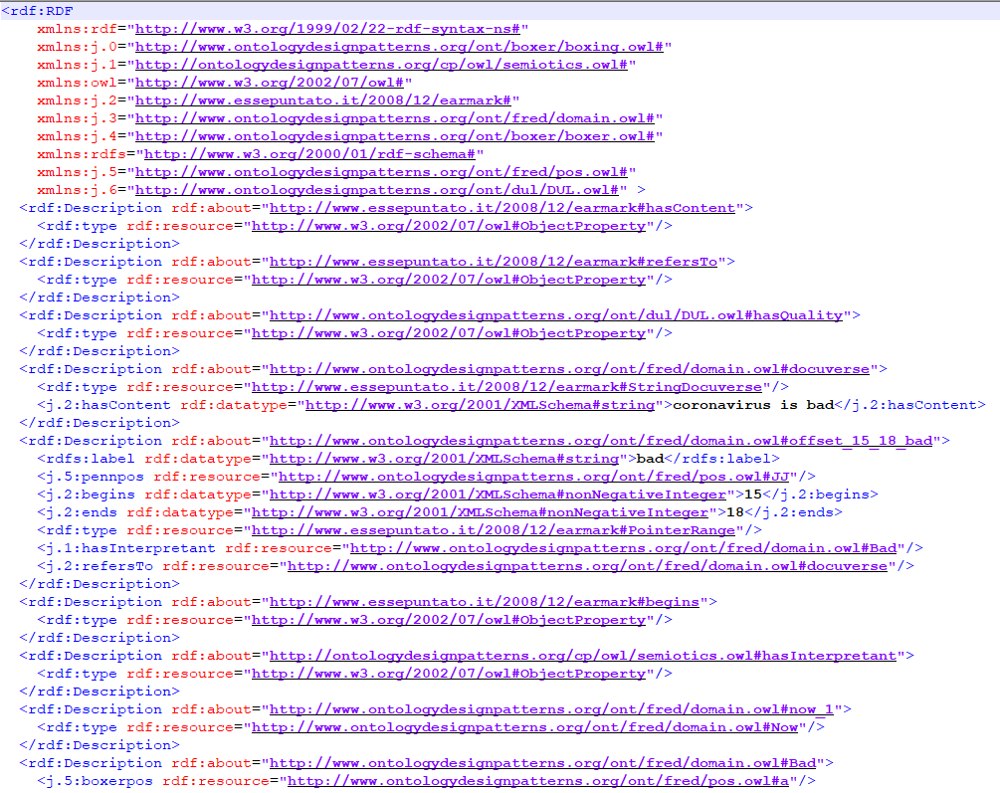 <rdf:RDF
    xmlns:rdf="http://www.w3.org/1999/02/22-rdf-syntax-ns#"
    xmlns:j.0="http://www.ontologydesignpatterns.org/ont/boxer/boxing.owl#"
    xmlns:j.1="http://ontologydesignpatterns.org/cp/owl/semiotics.owl#"
    xmlns:owl="http://www.w3.org/2002/07/owl#"
    xmlns:j.2="http://www.essepuntato.it/2008/12/earmark#"
    xmlns:j.3="http://www.ontologydesignpatterns.org/ont/fred/domain.owl#"
    xmlns:j.4="http://www.ontologydesignpatterns.org/ont/boxer/boxer.owl#"
    xmlns:rdfs="http://www.w3.org/2000/01/rdf-schema#"
    xmlns:j.5="http://www.ontologydesignpatterns.org/ont/fred/pos.owl#"
    xmlns:j.6="http://www.ontologydesignpatterns.org/ont/dul/DUL.owl#" >
  <rdf:Description rdf:about="http://www.essepuntato.it/2008/12/earmark#hasContent">
    <rdf:type rdf:resource="http://www.w3.org/2002/07/owl#ObjectProperty"/>
  </rdf:Description>
  <rdf:Description rdf:about="http://www.essepuntato.it/2008/12/earmark#refersTo">
    <rdf:type rdf:resource="http://www.w3.org/2002/07/owl#ObjectProperty"/>
  </rdf:Description>
  <rdf:Description rdf:about="http://www.ontologydesignpatterns.org/ont/dul/DUL.owl#hasQuality">
    <rdf:type rdf:resource="http://www.w3.org/2002/07/owl#ObjectProperty"/>
  </rdf:Description>
  <rdf:Description rdf:about="http://www.ontologydesignpatterns.org/ont/fred/domain.owl#docuverse">
    <rdf:type rdf:resource="http://www.essepuntato.it/2008/12/earmark#StringDocuverse"/>
    <j.2:hasContent rdf:datatype="http://www.w3.org/2001/XMLSchema#string">coronavirus is bad</j.2:hasContent>
  </rdf:Description>
  <rdf:Description rdf:about="http://www.ontologydesignpatterns.org/ont/fred/domain.owl#offset_15_18_bad">
    <rdfs:label rdf:datatype="http://www.w3.org/2001/XMLSchema#string">bad</rdfs:label>
    <j.5:pennpos rdf:resource="http://www.ontologydesignpatterns.org/ont/fred/pos.owl#JJ"/>
    <j.2:begins rdf:datatype="http://www.w3.org/2001/XMLSchema#nonNegativeInteger">15</j.2:begins>
    <j.2:ends rdf:datatype="http://www.w3.org/2001/XMLSchema#nonNegativeInteger">18</j.2:ends>
    <rdf:type rdf:resource="http://www.essepuntato.it/2008/12/earmark#PointerRange"/>
    <j.1:hasInterpretant rdf:resource="http://www.ontologydesignpatterns.org/ont/fred/domain.owl#Bad"/>
    <j.2:refersTo rdf:resource="http://www.ontologydesignpatterns.org/ont/fred/domain.owl#docuverse"/>
  </rdf:Description>
  <rdf:Description rdf:about="http://www.essepuntato.it/2008/12/earmark#begins">
    <rdf:type rdf:resource="http://www.w3.org/2002/07/owl#ObjectProperty"/>
  </rdf:Description>
  <rdf:Description rdf:about="http://ontologydesignpatterns.org/cp/owl/semiotics.owl#hasInterpretant">
    <rdf:type rdf:resource="http://www.w3.org/2002/07/owl#ObjectProperty"/>
  </rdf:Description>
  <rdf:Description rdf:about="http://www.ontologydesignpatterns.org/ont/fred/domain.owl#now_1">
    <rdf:type rdf:resource="http://www.ontologydesignpatterns.org/ont/fred/domain.owl#Now"/>
  </rdf:Description>
  <rdf:Description rdf:about="http://www.ontologydesignpatterns.org/ont/fred/domain.owl#Bad">
    <j.5:boxerpos rdf:resource="http://www.ontologydesignpatterns.org/ont/fred/pos.owl#a"/>